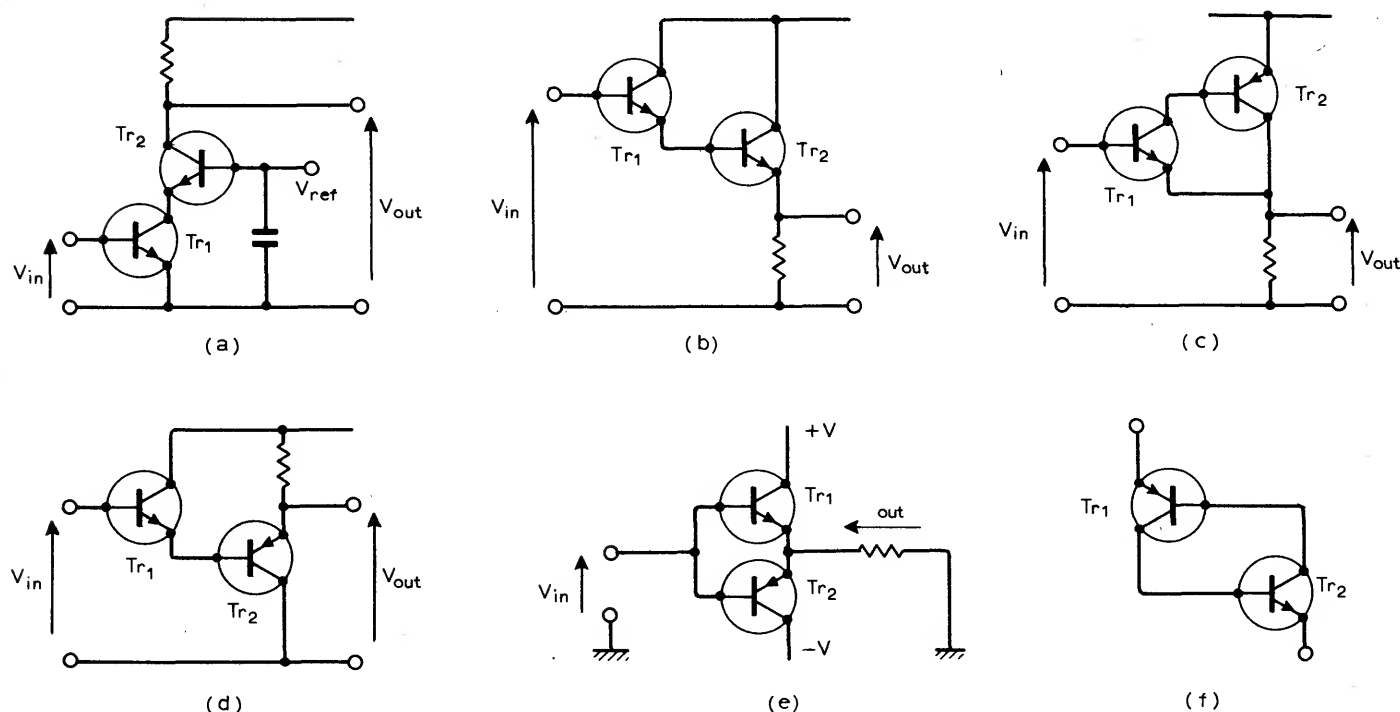 Tr2
Vref
Vout
Tr1
Vin
(a)
Vin
Tr1
Tr2
Vout
(b)
Vin
Tr1
Tr2
Vout
(c)
Vin
Tr1
Tr2
Vout
(d)
+V
Tr1
out
Vin
Tr2
-V
(e)
Tr1
Tr2
(f)